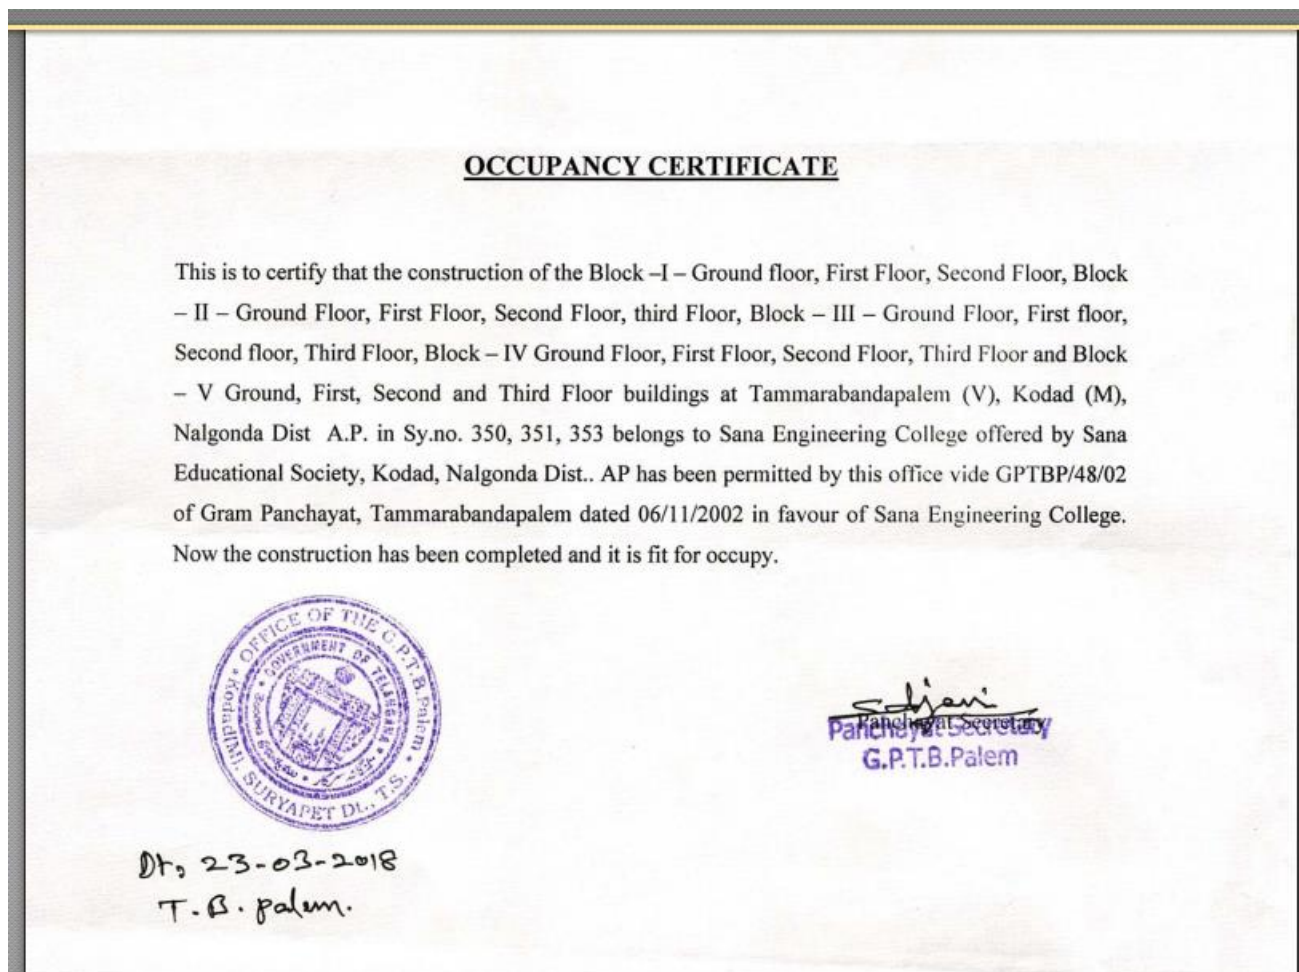 OCCUPANCY CERTIFICATE
This is to certify that the construction of the Block –I – Ground floor, First Floor, Second Floor, Block
– II – Ground Floor, First Floor, Second Floor, third Floor, Block – III – Ground Floor, First floor,
Second floor, Third Floor, Block – IV Ground Floor, First Floor, Second Floor, Third Floor and Block
– V Ground, First, Second and Third Floor buildings at Tammarabandapalem (V), Kodad (M),
Nalgonda Dist A.P. in Sy.no. 350, 351, 353 belongs to Sana Engineering College offered by Sana
Educational Society, Kodad, Nalgonda Dist.. AP has been permitted by this office vide GPTBP/48/02
of Gram Panchayat, Tammarabandapalem dated 06/11/2002 in favour of Sana Engineering College.
Now the construction has been completed and it is fit for occupy.
OFFICE OF THE G.P.T.B.Palem
Kodad(M), SURYAPET Dt., T.S.
GOVERNMENT OF TELANGANA
Panchayat Secretary
Panchayat Secretary
G.P.T.B.Palem
Dt, 23-03-2018
T.B. palem.